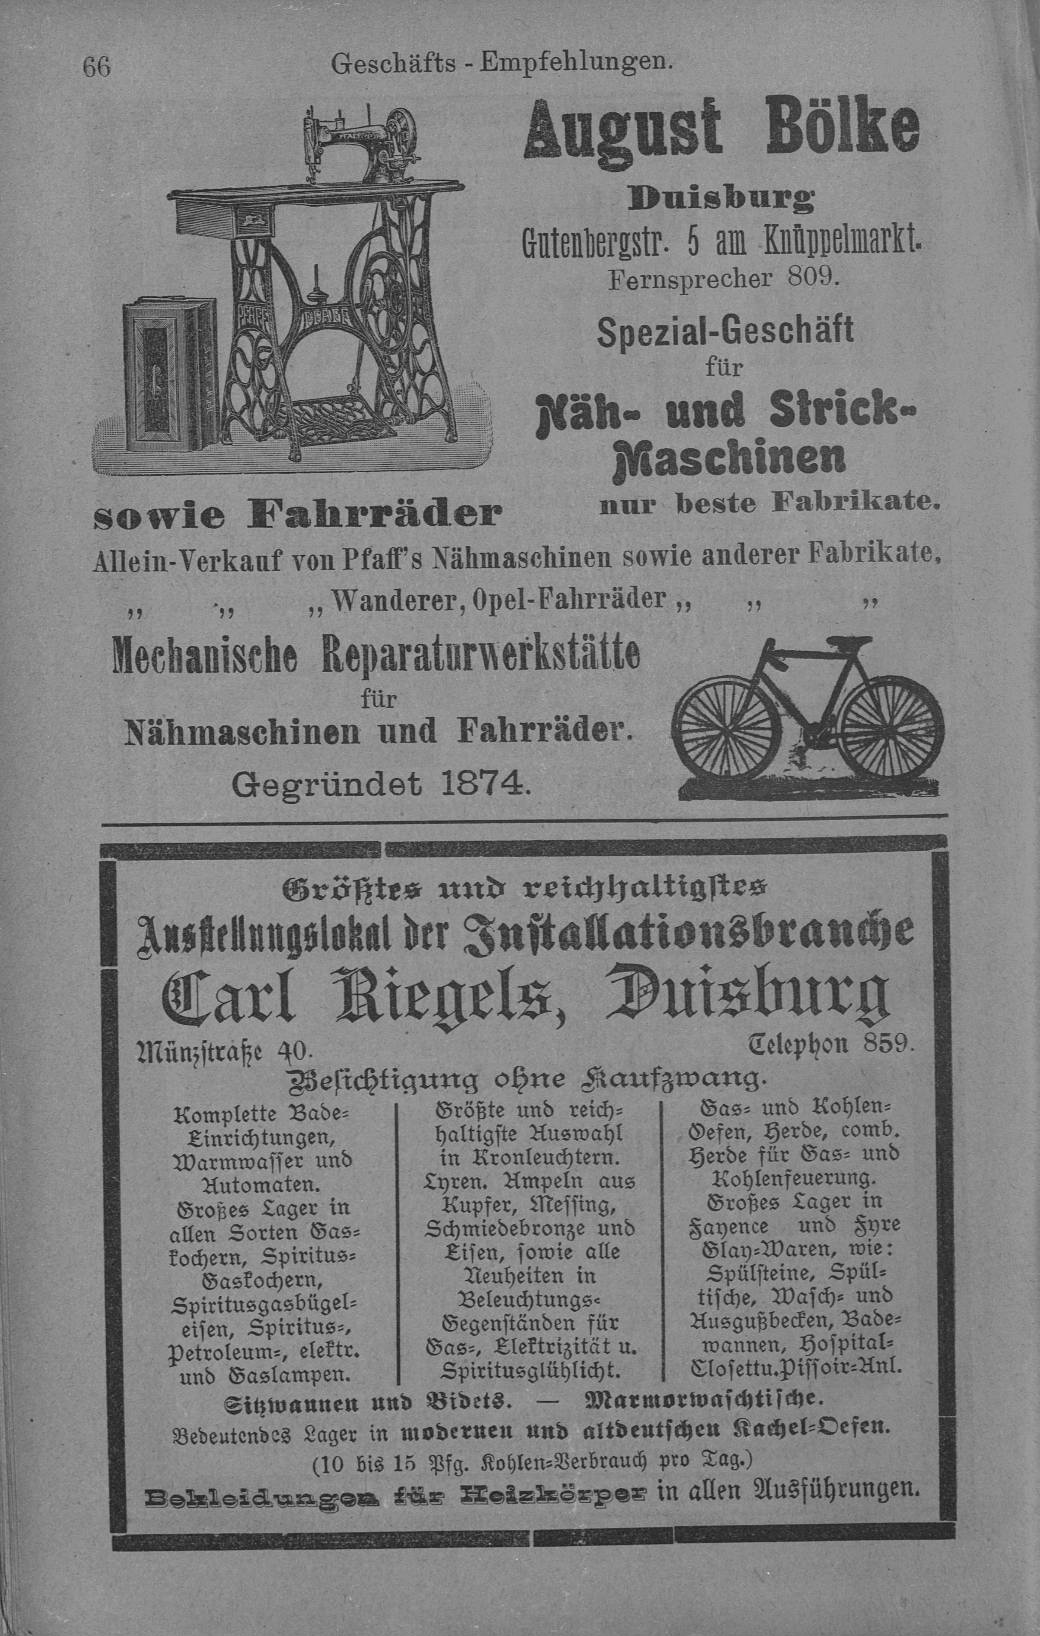 66
Geschäfts - Empfehlungen.
August Bölke
Duisburg
Gutenbergstr. 5 am Knüppelmarkt.
Fernsprecher 809.
Spezial-Geschäft
für
Näh- und Strick-
Maschinen
nur beste Fabrikate.
PFAFF
sowie Fahrräder
Allein-Verkauf von Pfaff's Nähmaschinen sowie anderer Fabrikate,
„ „ „ Wanderer, Opel-Fahrräder „ „ „
Mechanische Reparaturwerkstätte
für
Nähmaschinen und Fahrräder.
Gegründet 1874.
Größtes und reichhaltigstes
Ausstellungslokal der Installationsbranche
Carl Riegels, Duisburg
Münzstraße 40.
Telephon 859.
Besichtigung ohne Kaufzwang.
Komplette Bade-
Einrichtungen,
Warmwasser und
Automaten.
Großes Lager in
allen Sorten Gas-
kochern, Spiritus-
Gaskochern,
Spiritusgasbügel-
eisen, Spiritus-,
Petroleum-, elektr.
und Gaslampen.
Größte und reich-
haltigste Auswahl
in Kronleuchtern.
Lyren. Ampeln aus
Kupfer, Messing,
Schmiedebronze und
Eisen, sowie alle
Neuheiten in
Beleuchtungs-
Gegenständen für
Gas-, Elektrizität u.
Spiritusglühlicht.
Gas- und Kohlen-
Oefen, Herde, comb.
Herde für Gas- und
Kohlenfeuerung.
Großes Lager in
Fayence und Fyre
Clay-Waren, wie:
Spülsteine, Spül-
tische, Wasch- und
Ausgußbecken, Bade-
wannen, Hospital-
Closettu.Pissoir-Anl.
Sitzwannen und Bidets. — Marmorwaschtische.
Bedeutendes Lager in modernen und altdeutschen Kachel-Oefen.
(10 bis 15 Pfg. Kohlen-Verbrauch pro Tag.)
Bekleidungen für Heizkörper in allen Ausführungen.